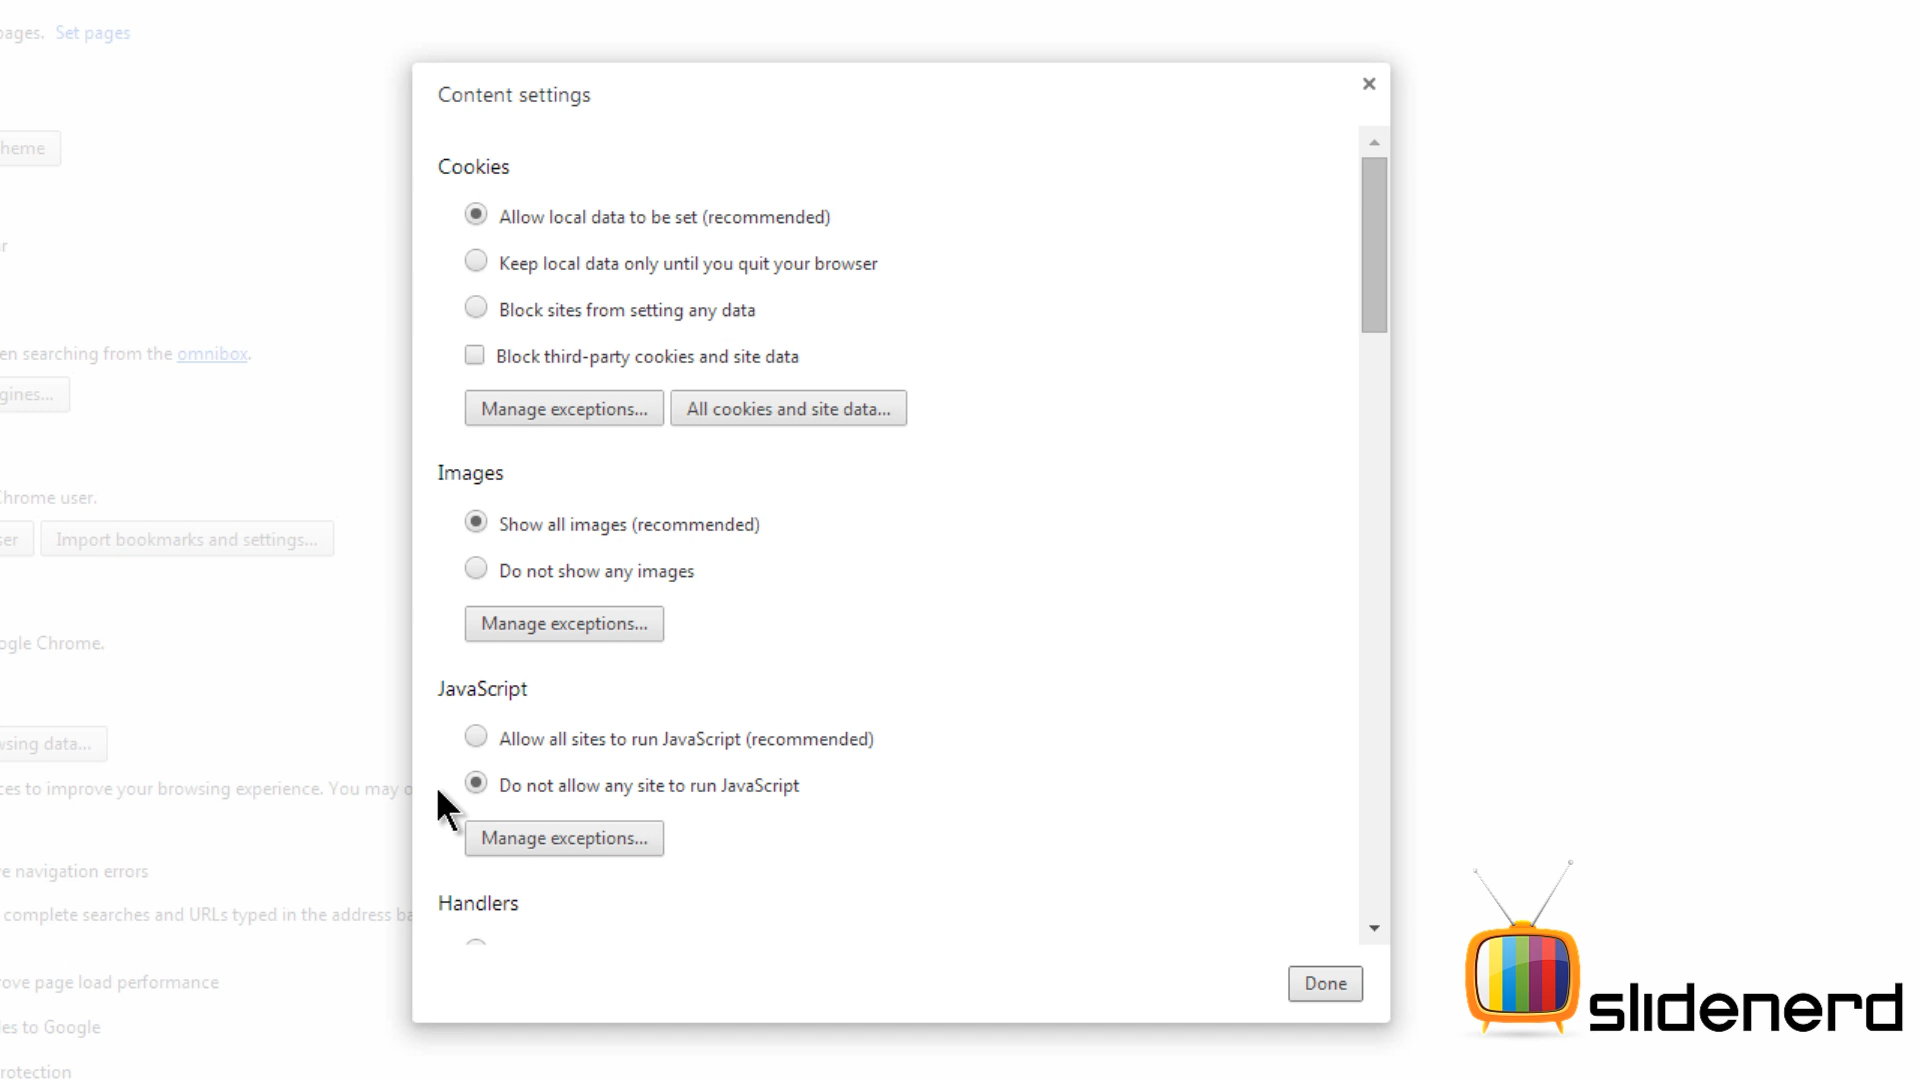 pages. Set pages
Content settings
Cookies
heme
Allow local data to be set (recommended)
r
Keep local data only until you quit your browser
Block sites from setting any data
en searching from the omnibox.
Block third-party cookies and site data
gines...
Manage exceptions... All cookies and site data...
Images
Chrome user.
Show all images (recommended)
ser Import bookmarks and settings...
Do not show any images
Manage exceptions...
ogle Chrome.
JavaScript
Allow all sites to run JavaScript (recommended)
wsing data...
ces to improve your browsing experience. You may o
Do not allow any site to run JavaScript
Manage exceptions...
e navigation errors
Handlers
complete searches and URLs typed in the address ba
rove page load performance
Done
les to Google
rotection
slidenerd